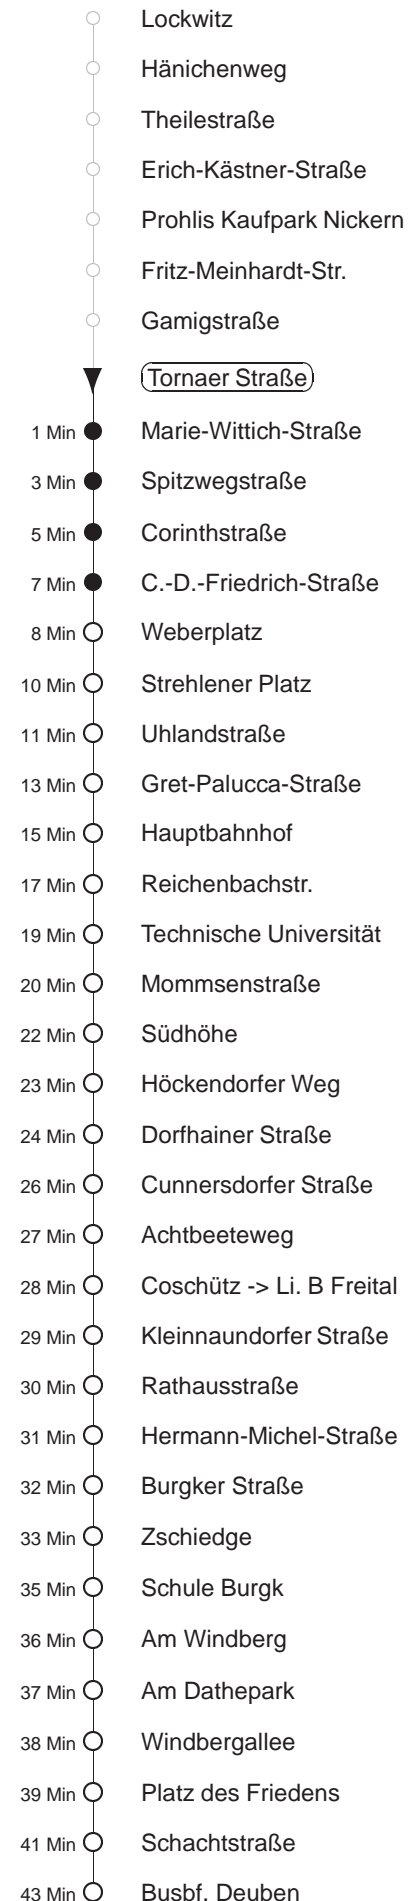 Lockwitz
Hänichenweg
Theilestraße
Erich-Kästner-Straße
Prohlis Kaufpark Nickern
Fritz-Meinhardt-Str.
Gamigstraße
Tornaer Straße
1 Min Marie-Wittich-Straße
3 Min Spitzwegstraße
5 Min Corinthstraße
7 Min C.-D.-Friedrich-Straße
8 Min Weberplatz
10 Min Strehlener Platz
11 Min Uhlandstraße
13 Min Gret-Palucca-Straße
15 Min Hauptbahnhof
17 Min Reichenbachstr.
19 Min Technische Universität
20 Min Mommsenstraße
22 Min Südhöhe
23 Min Höckendorfer Weg
24 Min Dorfhainer Straße
26 Min Cunnersdorfer Straße
27 Min Achtbeeteweg
28 Min Coschütz -> Li. B Freital
29 Min Kleinnaundorfer Straße
30 Min Rathausstraße
31 Min Hermann-Michel-Straße
32 Min Burgker Straße
33 Min Zschiedge
35 Min Schule Burgk
36 Min Am Windberg
37 Min Am Dathepark
38 Min Windbergallee
39 Min Platz des Friedens
41 Min Schachtstraße
43 Min Busbf. Deuben